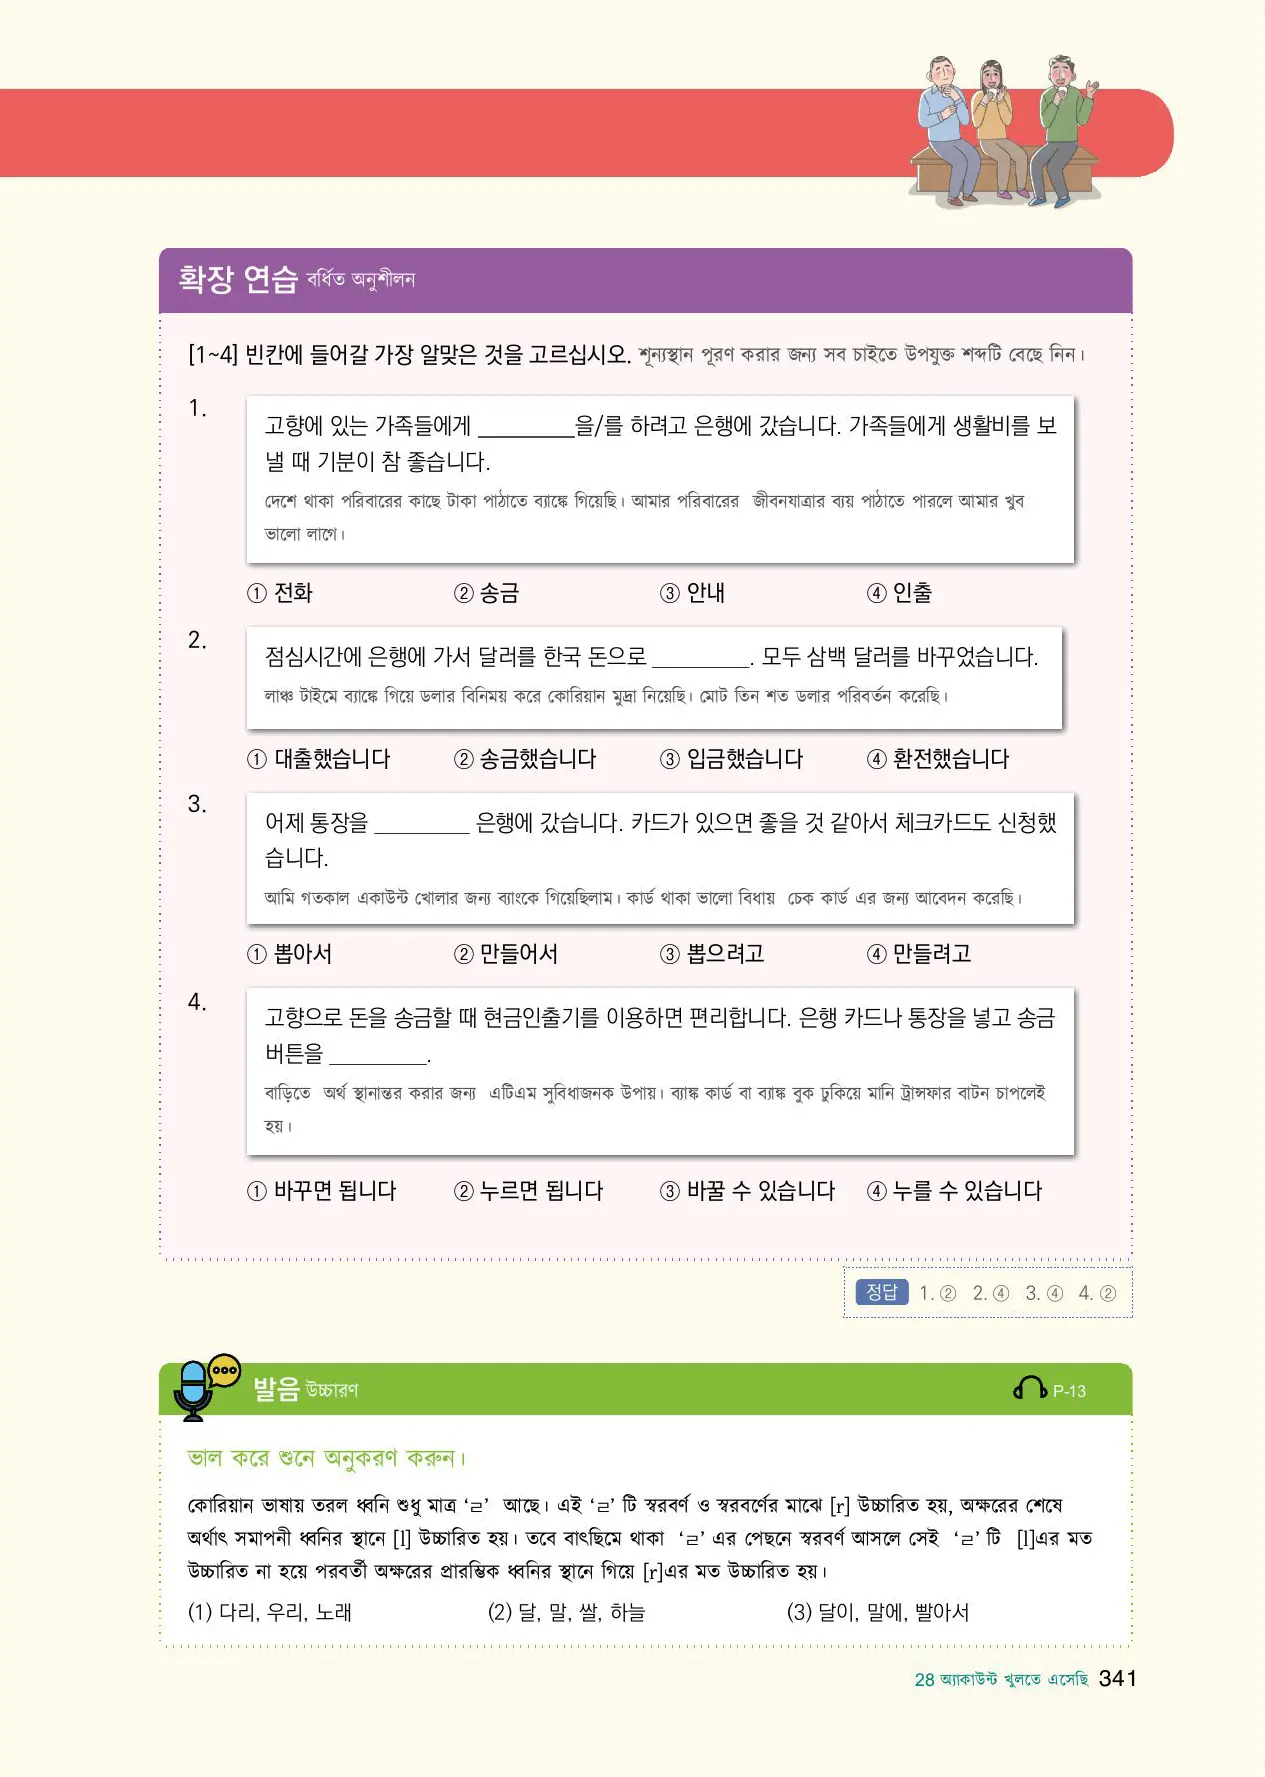 확장 연습 বর্ধিত অনুশীলন
[1~4] 빈칸에 들어갈 가장 알맞은 것을 고르십시오. শূন্যস্থান পূরণ করার জন্য সব চাইতে উপযুক্ত শব্দটি বেছে নিন।
1.
고향에 있는 가족들에게 _________을/를 하려고 은행에 갔습니다. 가족들에게 생활비를 보
낼 때 기분이 참 좋습니다.
দেশে থাকা পরিবারের কাছে টাকা পাঠাতে ব্যাঙ্কে গিয়েছি। আমার পরিবারের জীবনযাত্রার ব্যয় পাঠাতে পারলে আমার খুব
ভালো লাগে।
① 전화 ② 송금 ③ 안내 ④ 인출
2.
점심시간에 은행에 가서 달러를 한국 돈으로 _________. 모두 삼백 달러를 바꾸었습니다.
লাঞ্চ টাইমে ব্যাঙ্কে গিয়ে ডলার বিনিময় করে কোরিয়ান মুদ্রা নিয়েছি। মোট তিন শত ডলার পরিবর্তন করেছি।
① 대출했습니다 ② 송금했습니다 ③ 입금했습니다 ④ 환전했습니다
3.
어제 통장을 _________ 은행에 갔습니다. 카드가 있으면 좋을 것 같아서 체크카드도 신청했
습니다.
আমি গতকাল একাউন্ট খোলার জন্য ব্যাংকে গিয়েছিলাম। কার্ড থাকা ভালো বিধায় চেক কার্ড এর জন্য আবেদন করেছি।
① 뽑아서 ② 만들어서 ③ 뽑으려고 ④ 만들려고
4.
고향으로 돈을 송금할 때 현금인출기를 이용하면 편리합니다. 은행 카드나 통장을 넣고 송금
버튼을 _________.
বাড়িতে অর্থ স্থানান্তর করার জন্য এটিএম সুবিধাজনক উপায়। ব্যাঙ্ক কার্ড বা ব্যাঙ্ক বুক ঢুকিয়ে মানি ট্রান্সফার বাটন চাপলেই
হয়।
① 바꾸면 됩니다 ② 누르면 됩니다 ③ 바꿀 수 있습니다 ④ 누를 수 있습니다
정답 1. ② 2. ④ 3. ④ 4. ②
발음 উচ্চারণ P-13
ভাল করে শুনে অনুকরণ করুন।
কোরিয়ান ভাষায় তরল ধ্বনি শুধু মাত্র ‘ㄹ’ আছে। এই ‘ㄹ’ টি স্বরবর্ণ ও স্বরবর্ণের মাঝে [r] উচ্চারিত হয়, অক্ষরের শেষে
অর্থাৎ সমাপনী ধ্বনির স্থানে [l] উচ্চারিত হয়। তবে বাৎছিমে থাকা ‘ㄹ’ এর পেছনে স্বরবর্ণ আসলে সেই ‘ㄹ’ টি [l]এর মত
উচ্চারিত না হয়ে পরবর্তী অক্ষরের প্রারম্ভিক ধ্বনির স্থানে গিয়ে [r]এর মত উচ্চারিত হয়।
(1) 다리, 우리, 노래 (2) 달, 말, 쌀, 하늘 (3) 달이, 말에, 빨아서
28 অ্যাকাউন্ট খুলতে এসেছি 341